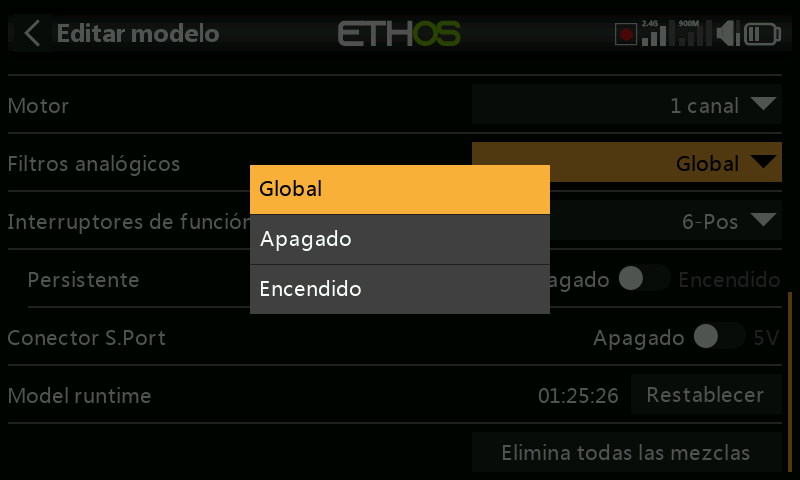 Editar modelo
ETHOS
2.4G
900M
Motor
1 canal
Filtros analógicos
Global
Global
Apagado
Encendido
Interruptores de función
6-Pos
Persistente
agado
Encendido
Conector S.Port
Apagado
5V
Model runtime
01:25:26
Restablecer
Elimina todas las mezclas